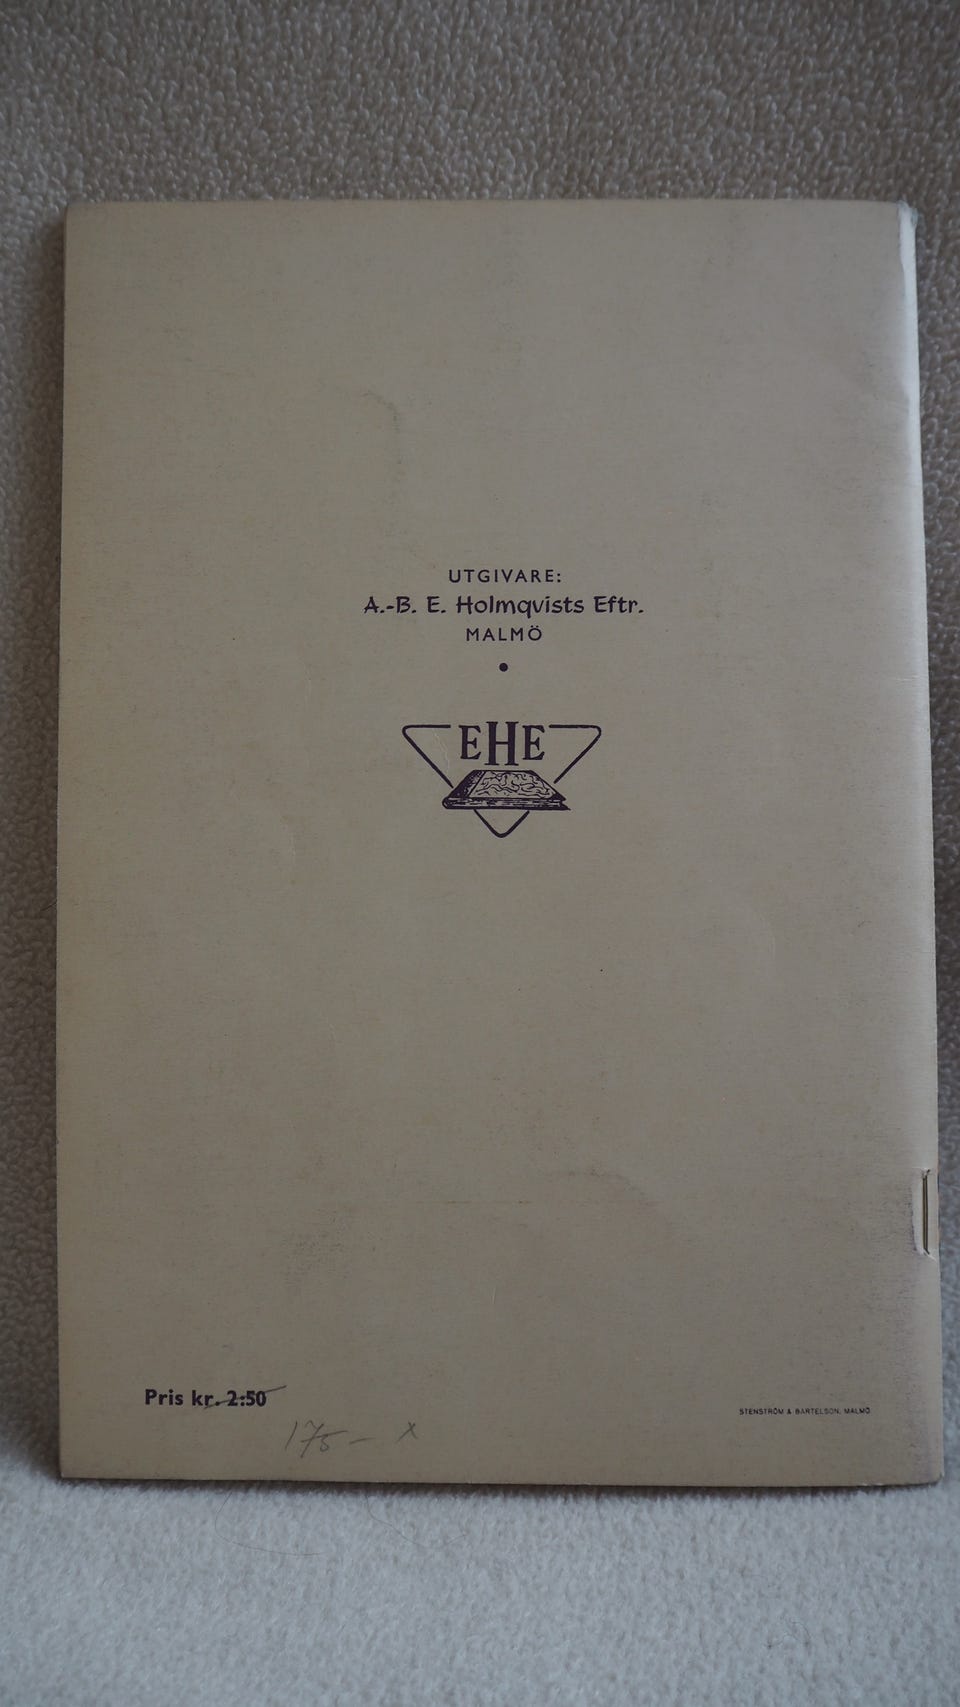 UTGIVARE:
A.-B. E. Holmqvists Eftr.
MALMÖ
EHE
Pris kr. 2:50
STENSTRÖM & BARTELSON, MALMÖ
175- x